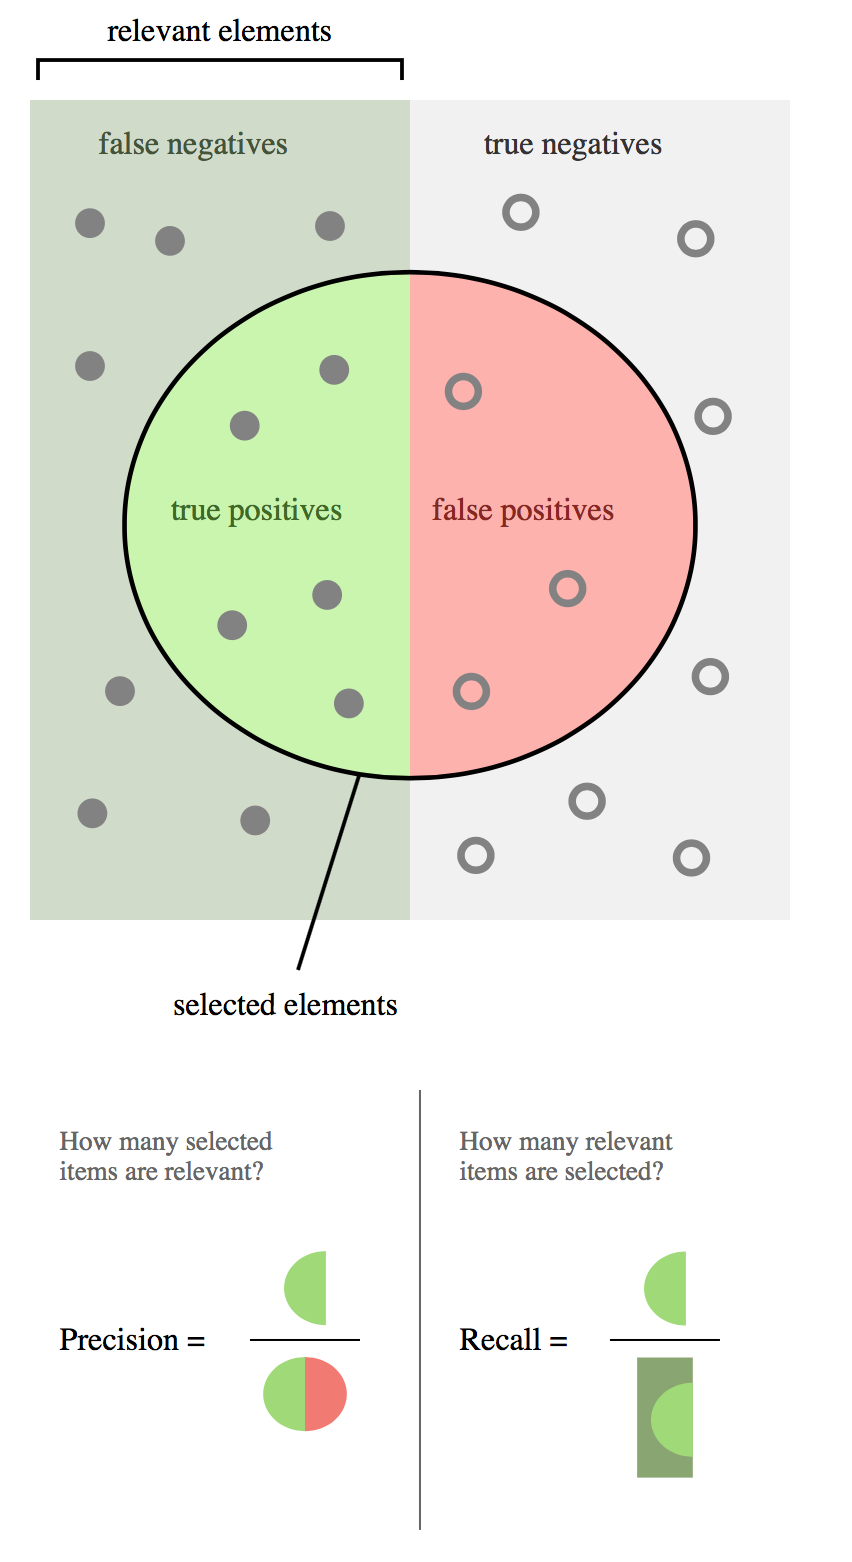 relevant elements
false negatives
true negatives
true positives
false positives
selected elements
How many selected
items are relevant?
How many relevant
items are selected?
Precision =
Recall =